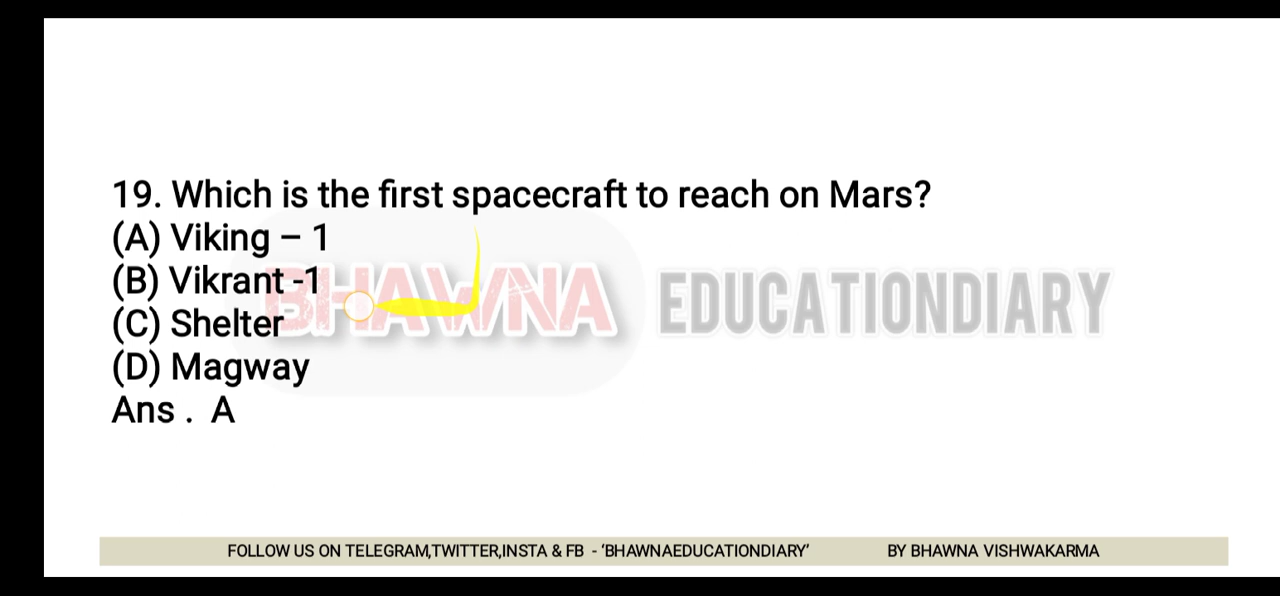 19. Which is the first spacecraft to reach on Mars?
(A) Viking – 1
(B) Vikrant -1
(C) Shelter
(D) Magway
Ans . A
BHAWNA EDUCATIONDIARY
FOLLOW US ON TELEGRAM,TWITTER,INSTA & FB - ‘BHAWNAEDUCATIONDIARY’ BY BHAWNA VISHWAKARMA